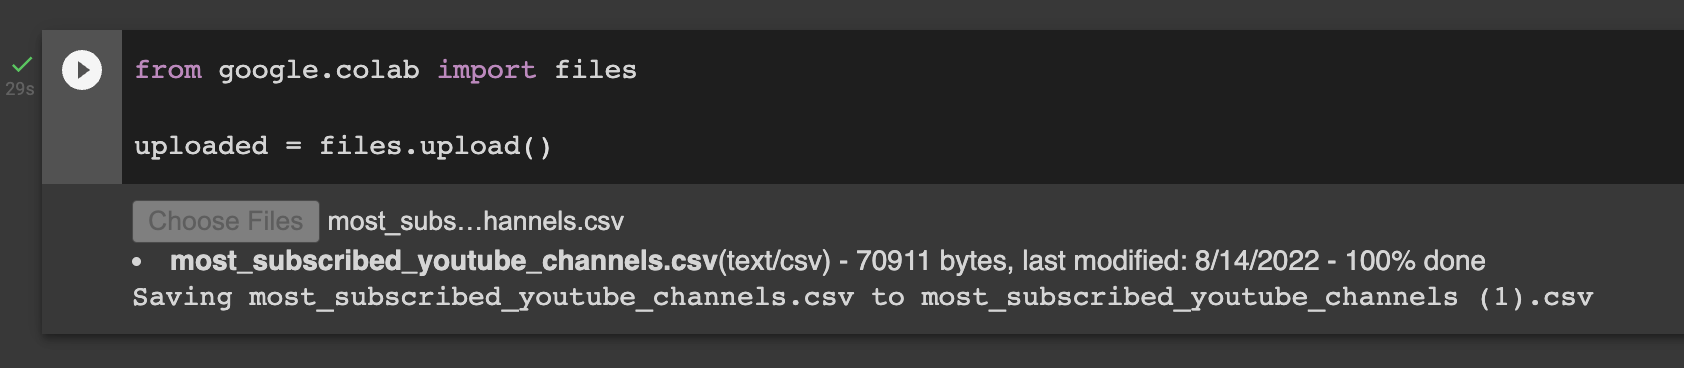 from google.colab import files
29s
uploaded = files.upload()
Choose Files most_subs...hannels.csv
• most_subscribed_youtube_channels.csv(text/csv) - 70911 bytes, last modified: 8/14/2022 - 100% done
Saving most_subscribed_youtube_channels.csv to most_subscribed_youtube_channels (1).csv